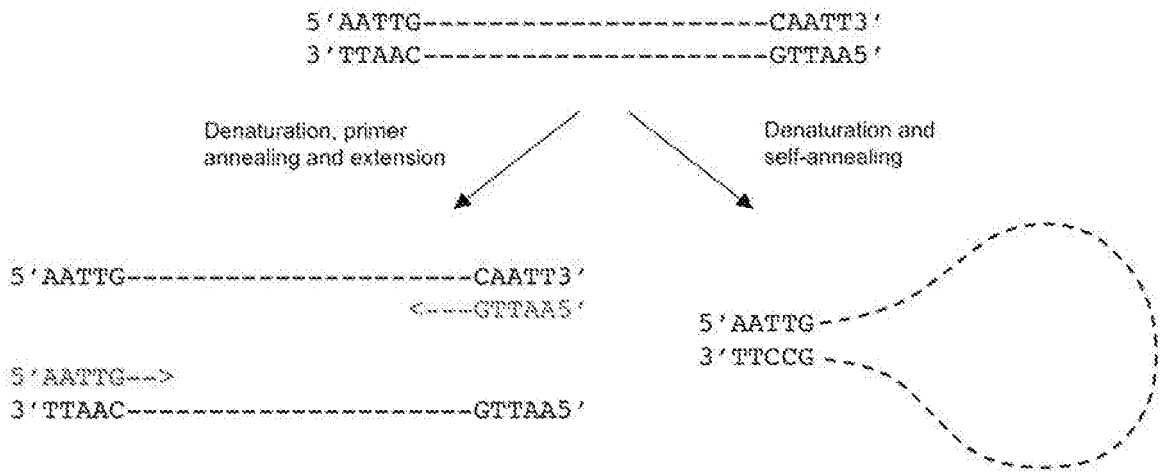 5'AATTG----------------------CAATT3'
3'TTAAC----------------------GTTAA5'
Denaturation, primer
annealing and extension
Denaturation and
self-annealing
5'AATTG----------------------CAATT3'
<---GTTAA5'
5'AATTG-->
3'TTAAC----------------------GTTAA5'
5'AATTG
3'TTCCG